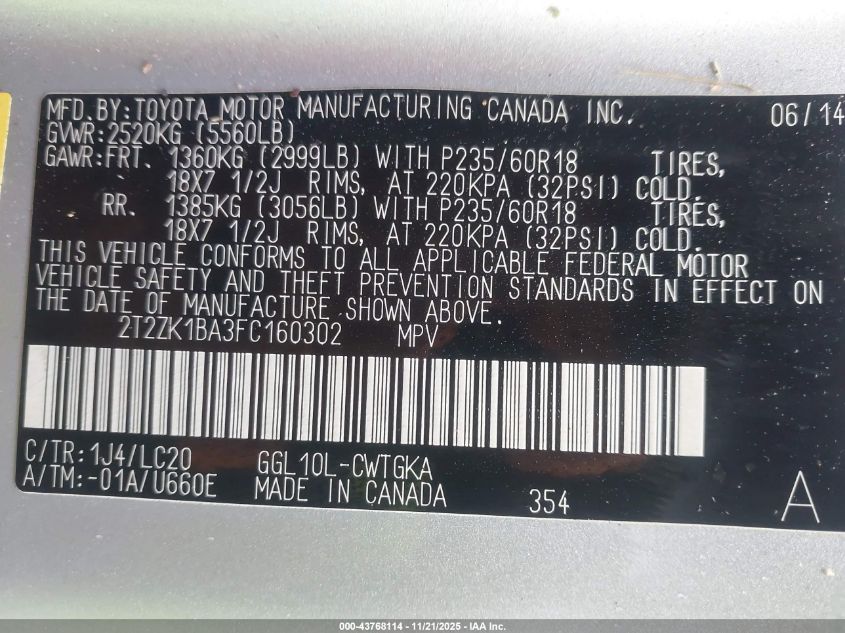 MFD.BY:TOYOTA MOTOR MANUFACTURING CANADA INC. 06/14
GVWR:2520KG (5560LB)
GAWR:FRT. 1360KG (2999LB) WITH P235/60R18 TIRES,
18X7 1/2J RIMS, AT 220KPA (32PSI) COLD.
RR. 1385KG (3056LB) WITH P235/60R18 TIRES,
18X7 1/2J RIMS, AT 220KPA (32PSI) COLD.
THIS VEHICLE CONFORMS TO ALL APPLICABLE FEDERAL MOTOR
VEHICLE SAFETY AND THEFT PREVENTION STANDARDS IN EFFECT ON
THE DATE OF MANUFACTURE SHOWN ABOVE.
2T2ZK1BA3FC160302 MPV
C/TR:1J4/LC20 GGL10L-CWTGKA
A/TM:-01A/U660E MADE IN CANADA 354 A
000-43768114 - 11/21/2025 - IAA Inc.